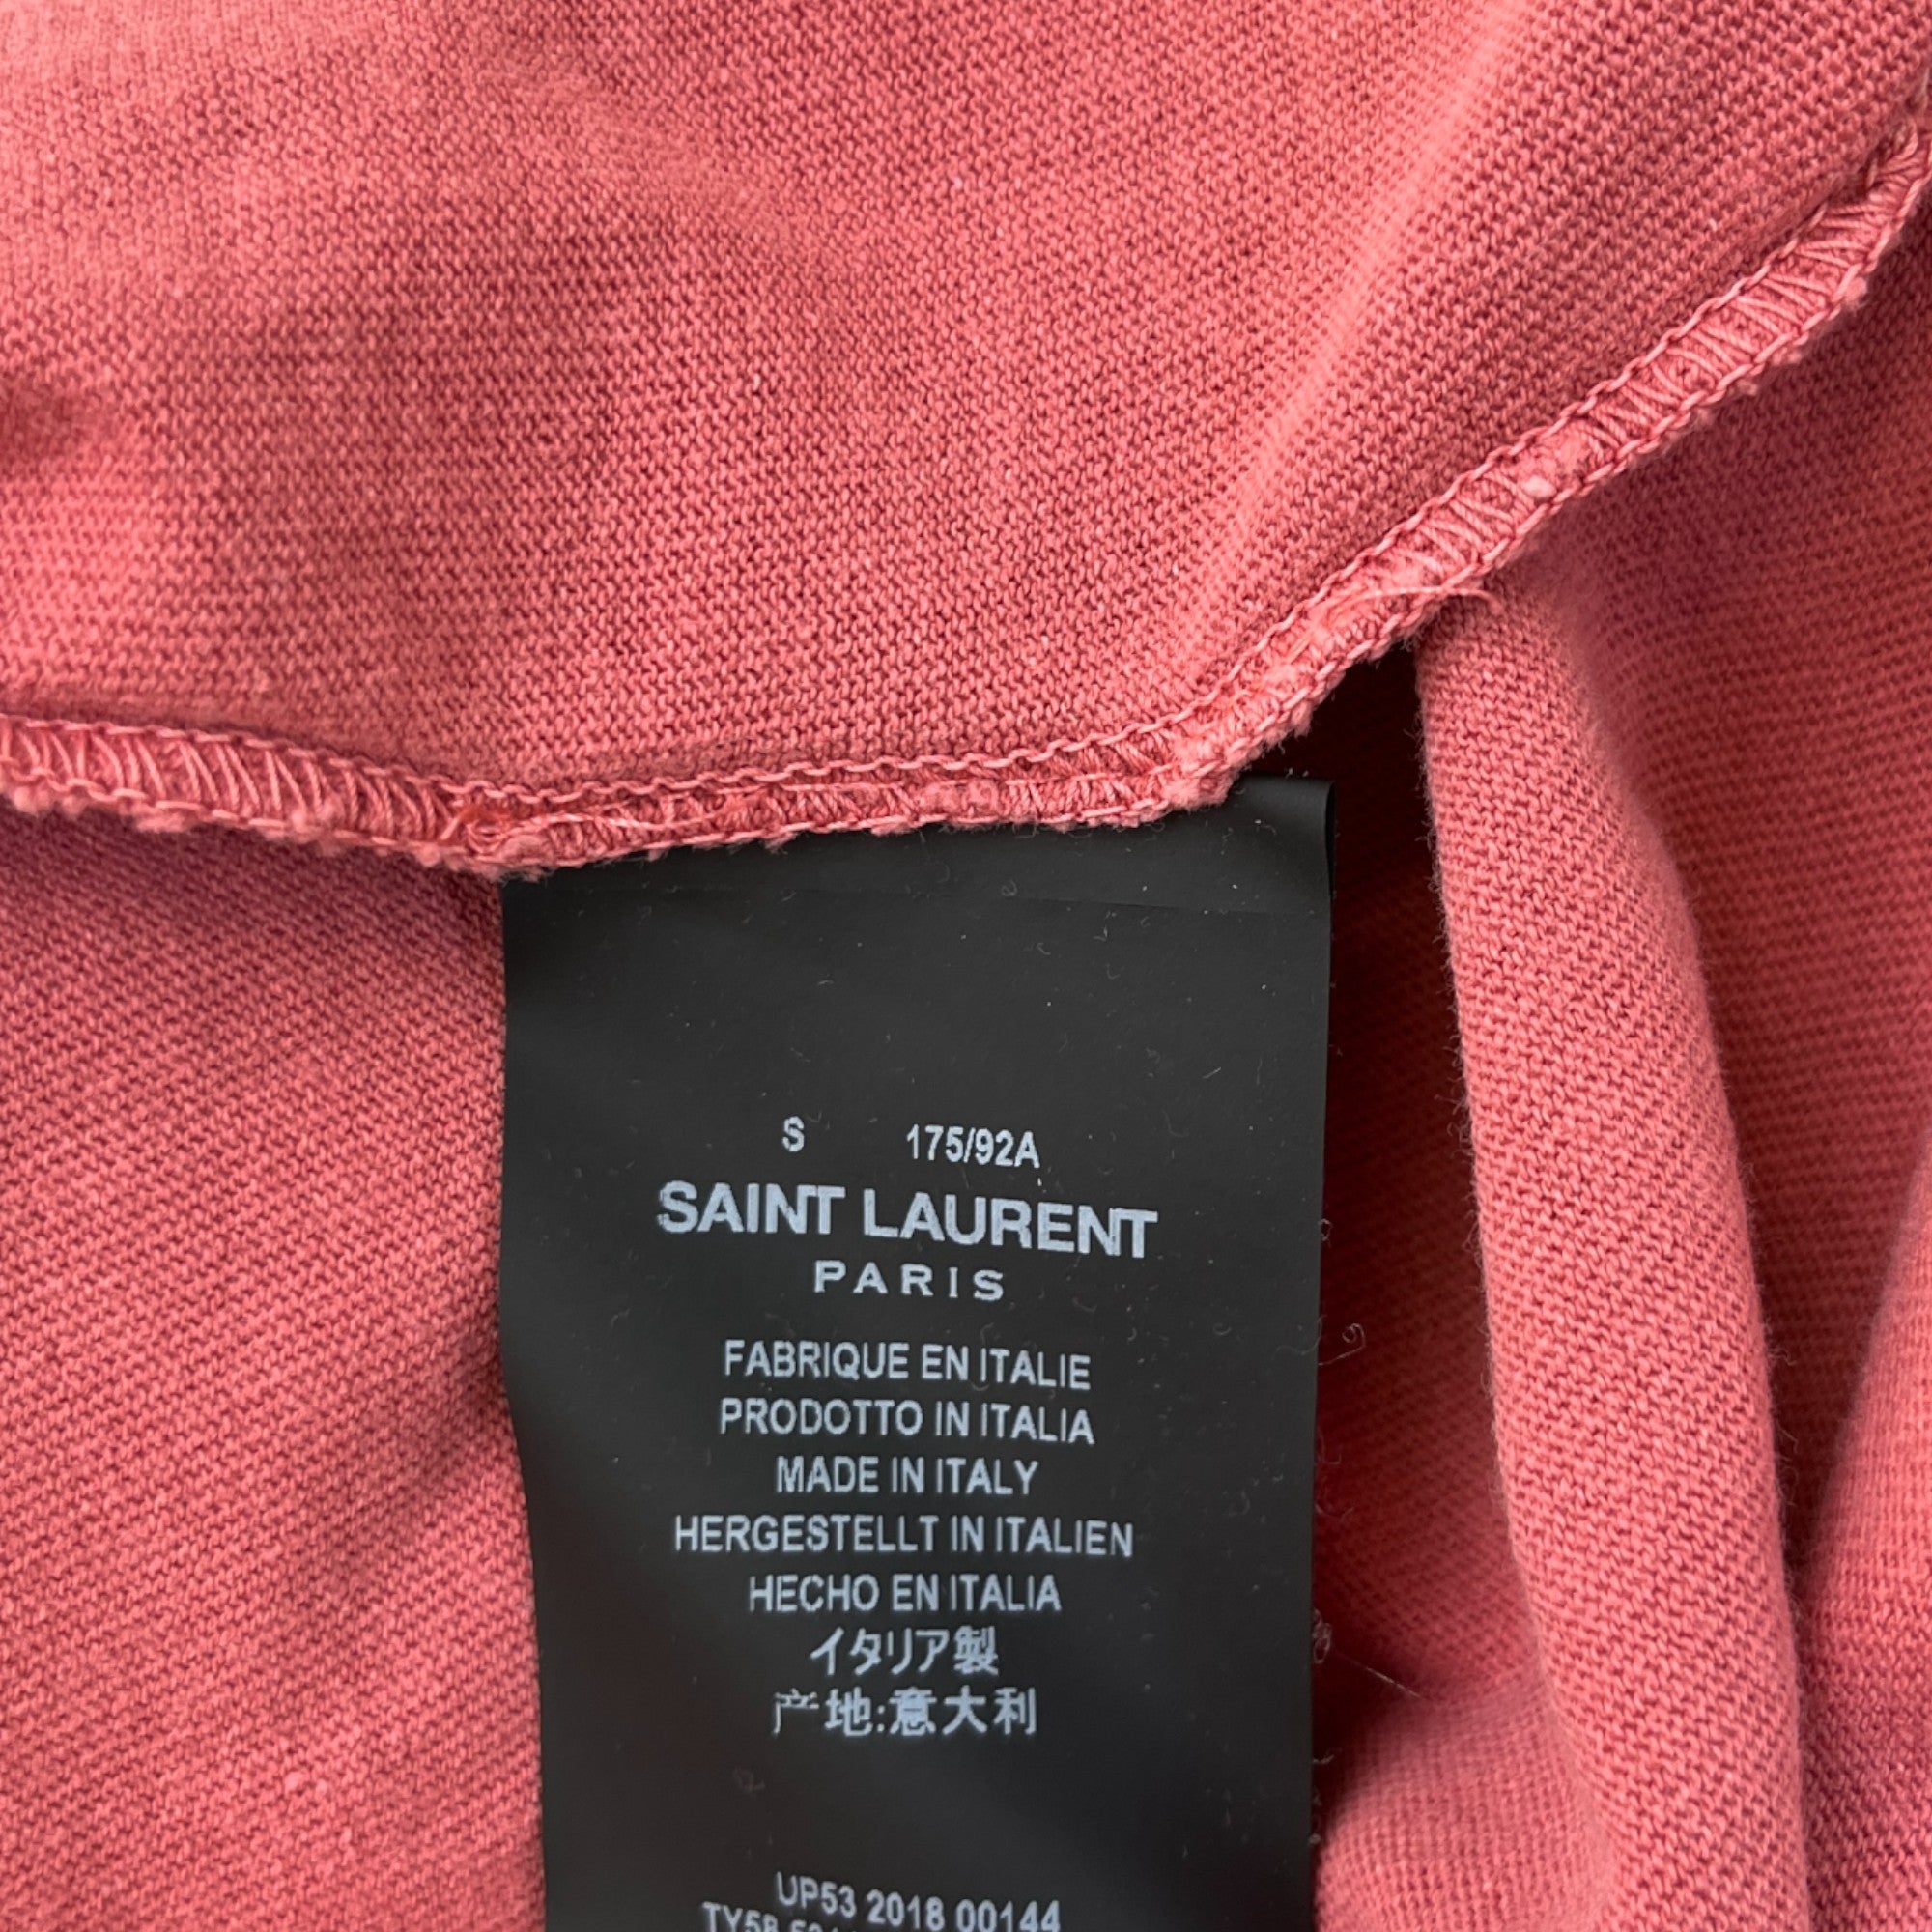 S 175/92A
SAINT LAURENT
PARIS
FABRIQUE EN ITALIE
PRODOTTO IN ITALIA
MADE IN ITALY
HERGESTELLT IN ITALIEN
HECHO EN ITALIA
イタリア製
产地:意大利
UP53 2018 00144